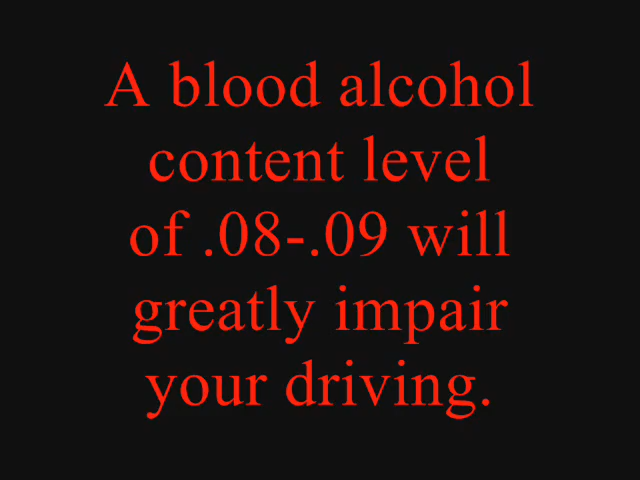 A blood alcohol
content level
of .08-.09 will
greatly impair
your driving.